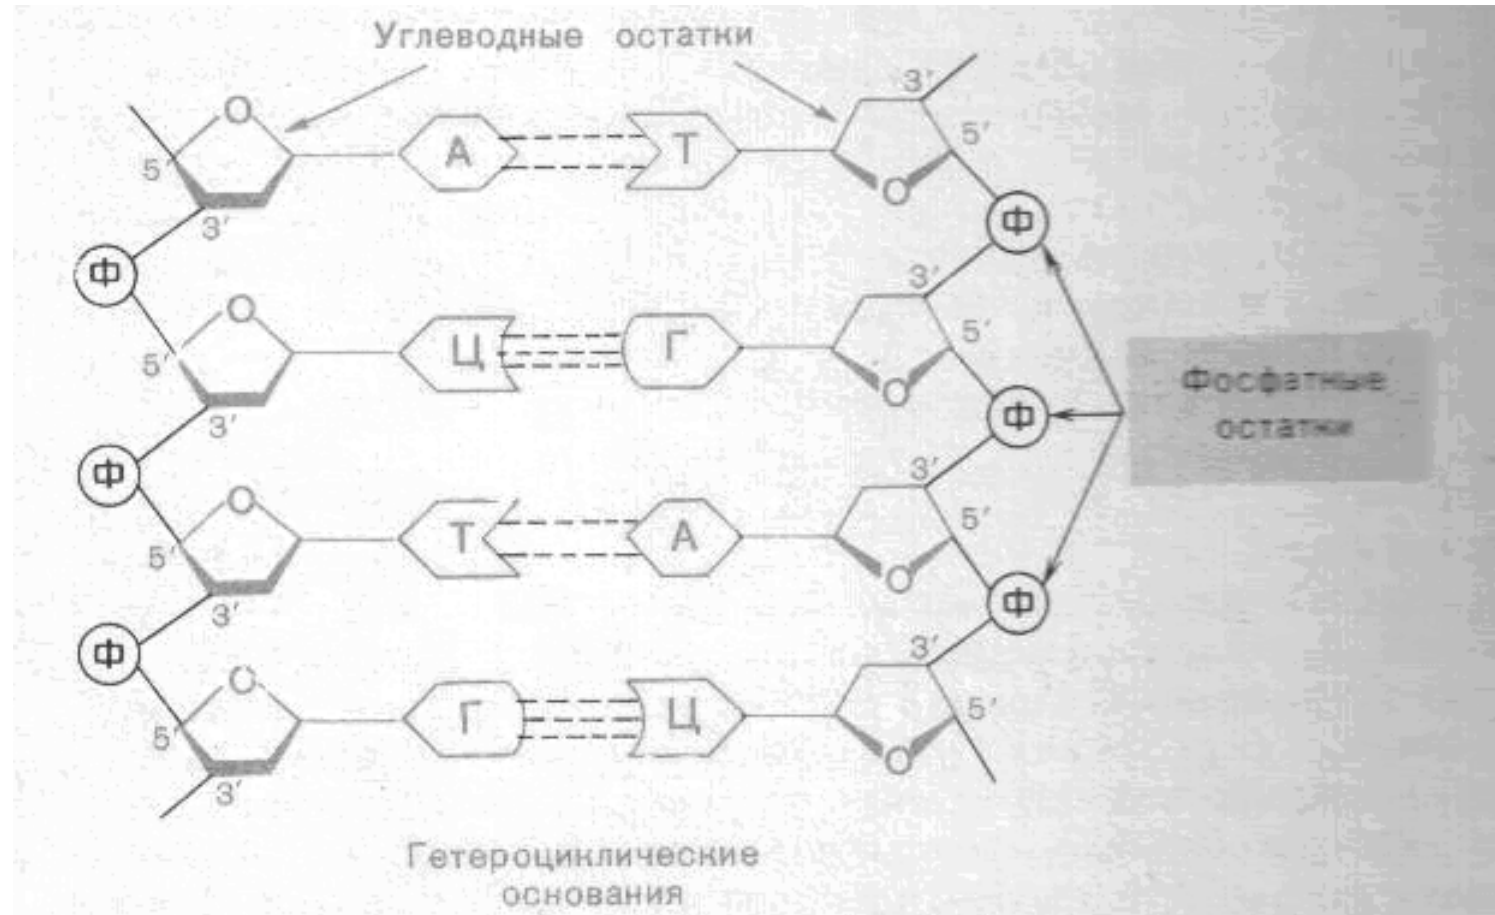 Углеводные остатки
3'
O
5'
А
Т
5'
O
3'
Ф
Ф
O
3'
Ц
Г
5'
5'
O
3'
Фосфатные
остатки
Ф
Ф
3'
O
5'
Т
А
5'
O
3'
Ф
Ф
3'
O
Г
Ц
5'
5'
O
3'
Гетероциклические
основания